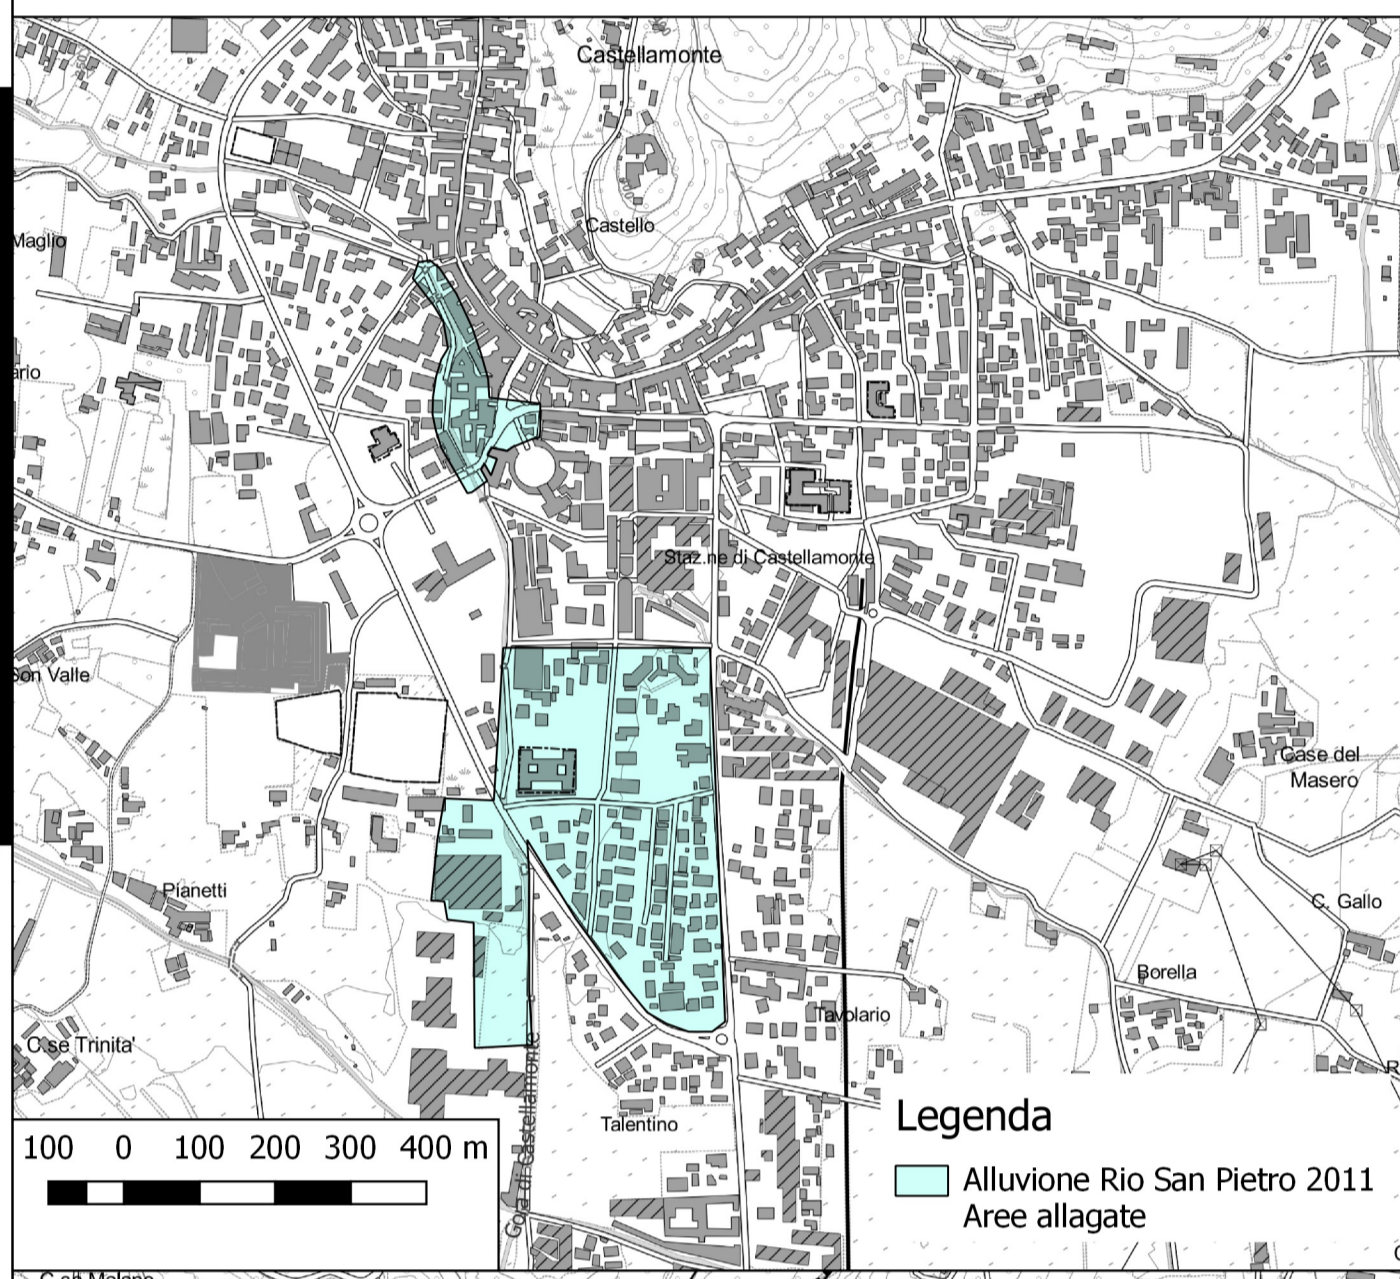 Castellamonte
Castello
Maglio
ario
Staz.ne di Castellamonte
Son Valle
Case del
Masero
Pianetti
C. Gallo
Borella
Tavolario
C.se Trinita'
Gora di Castellamonte
Talentino
R
Legenda
100 0 100 200 300 400 m
Alluvione Rio San Pietro 2011
Aree allagate